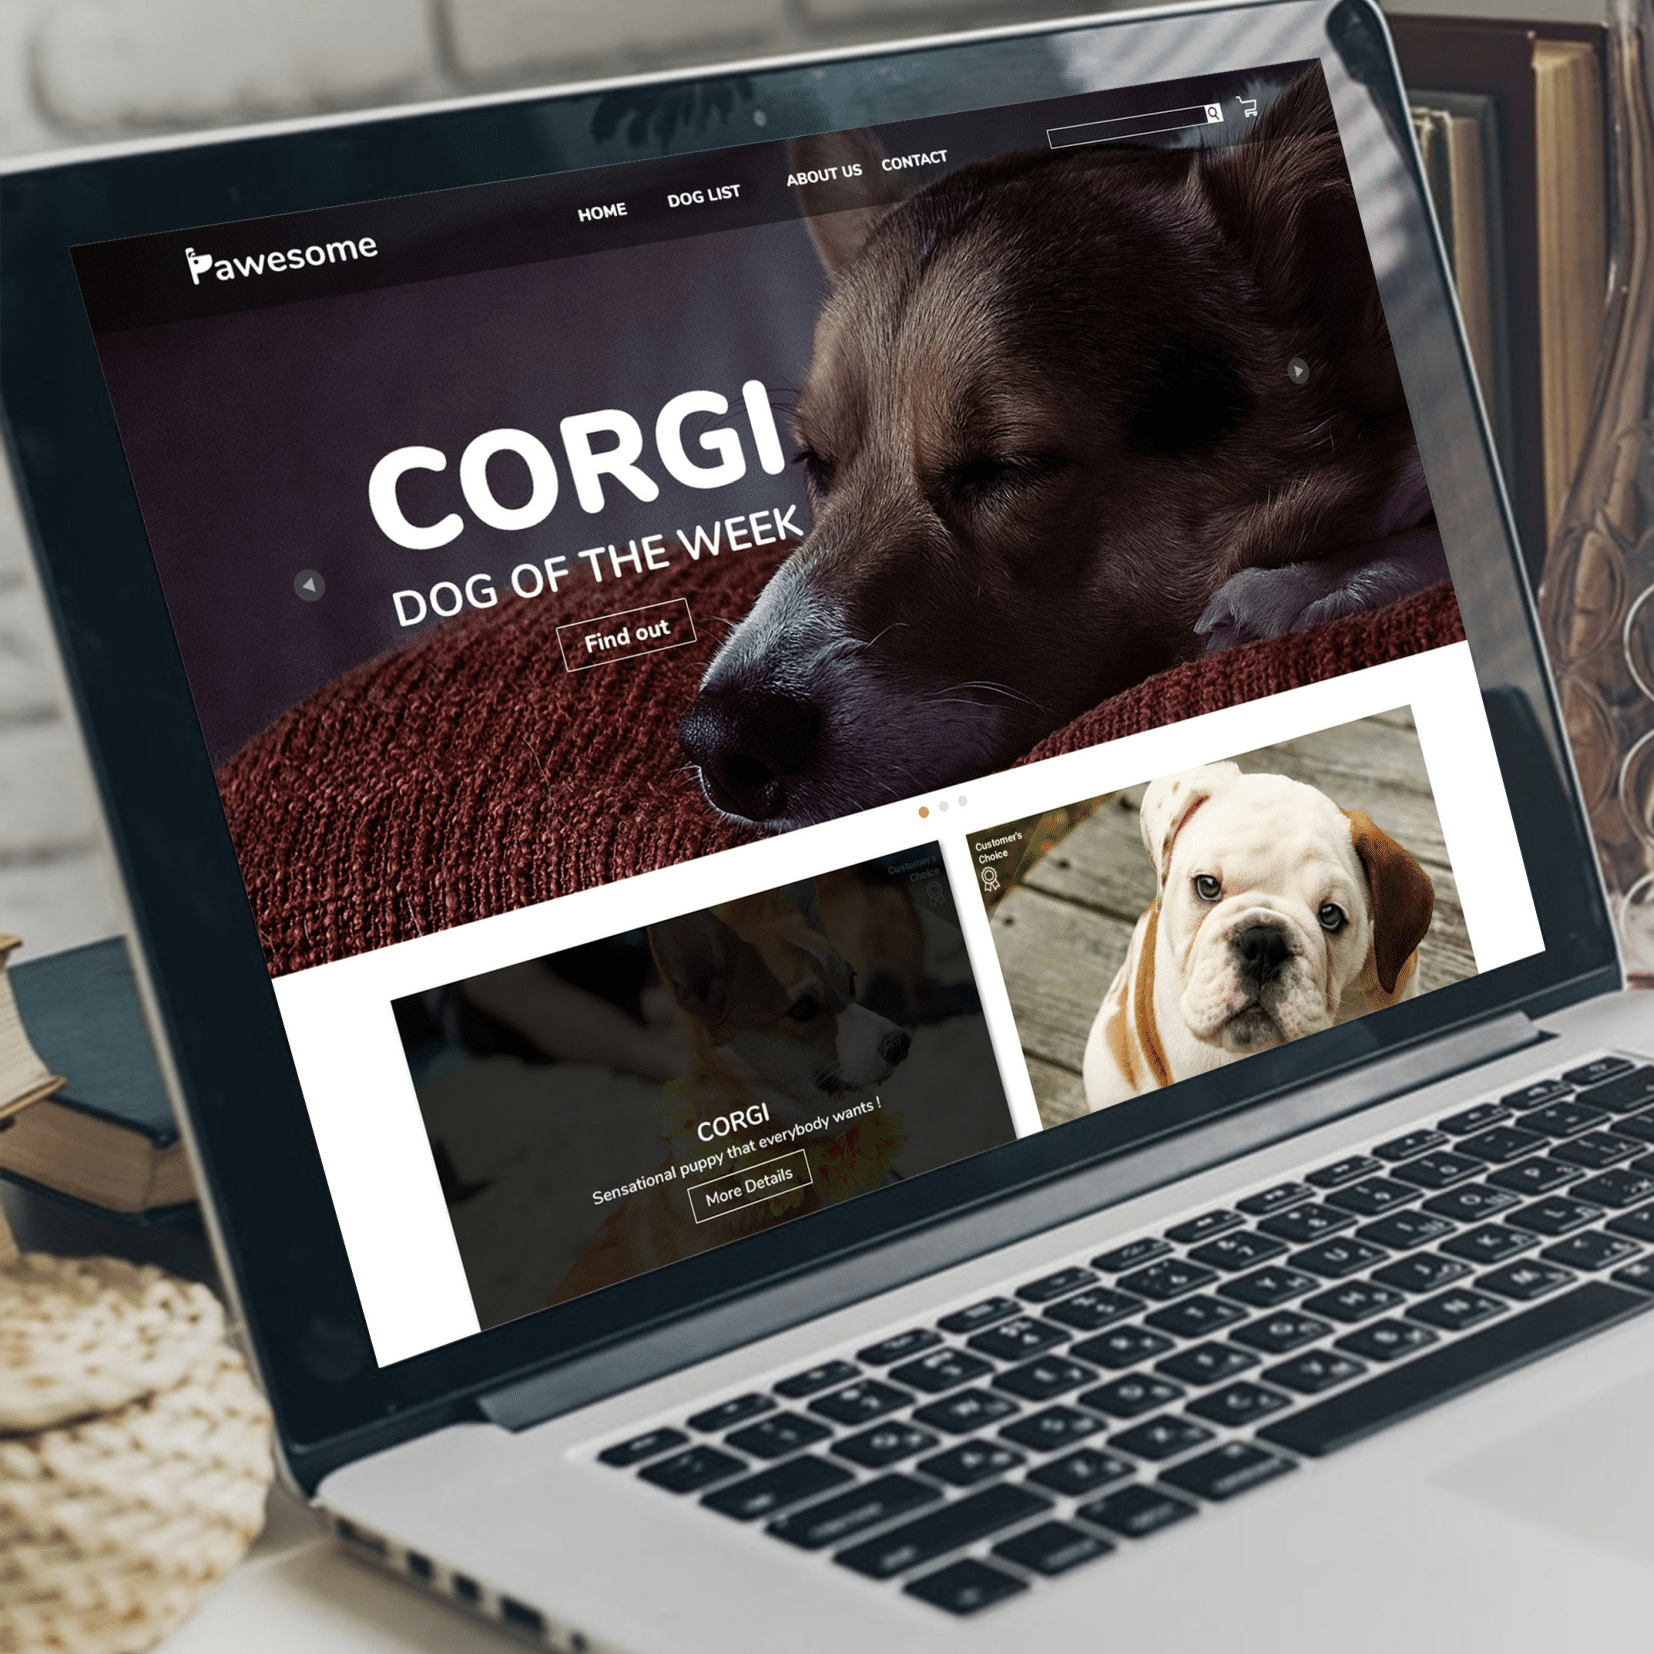 Pawesome
HOME
DOG LIST
ABOUT US
CONTACT
CORGI
DOG OF THE WEEK
Find out
Customer's
Choice
CORGI
Sensational puppy that everybody wants !
More Details
Customer's
Choice